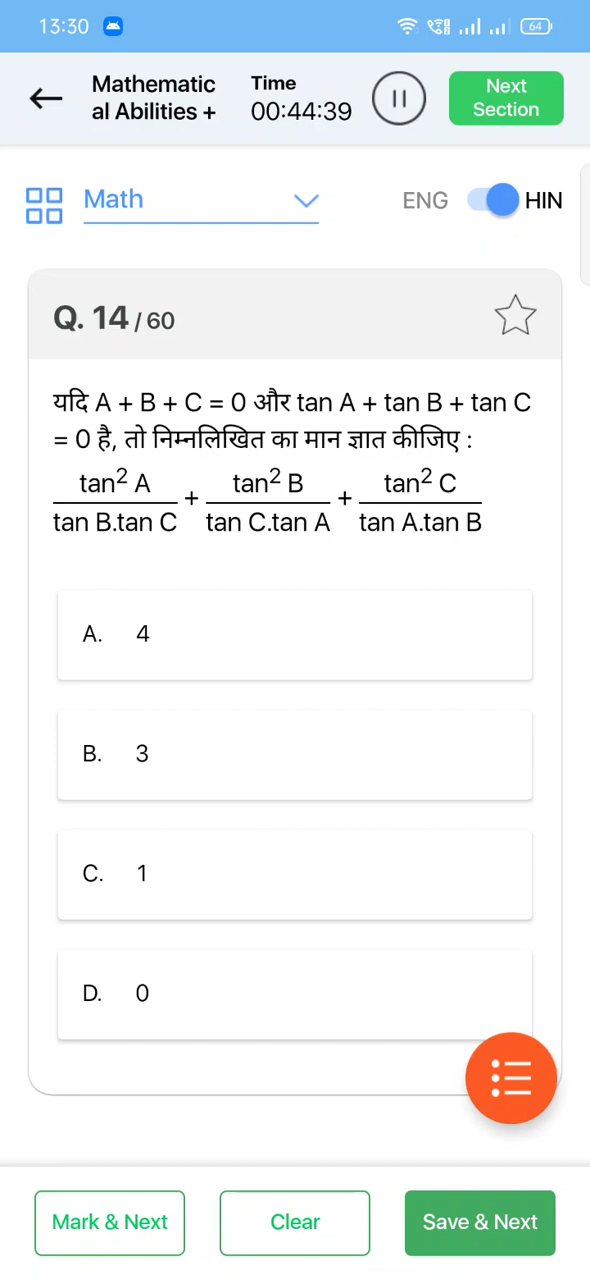 13:30
64
Mathematic
al Abilities +
Time
00:44:39
Next
Section
Math
ENG
HIN
Q. 14 / 60
यदि A + B + C = 0 और tan A + tan B + tan C
= 0 है, तो निम्नलिखित का मान ज्ञात कीजिए :
tan² A / tan B.tan C + tan² B / tan C.tan A + tan² C / tan A.tan B
A. 4
B. 3
C. 1
D. 0
Mark & Next
Clear
Save & Next